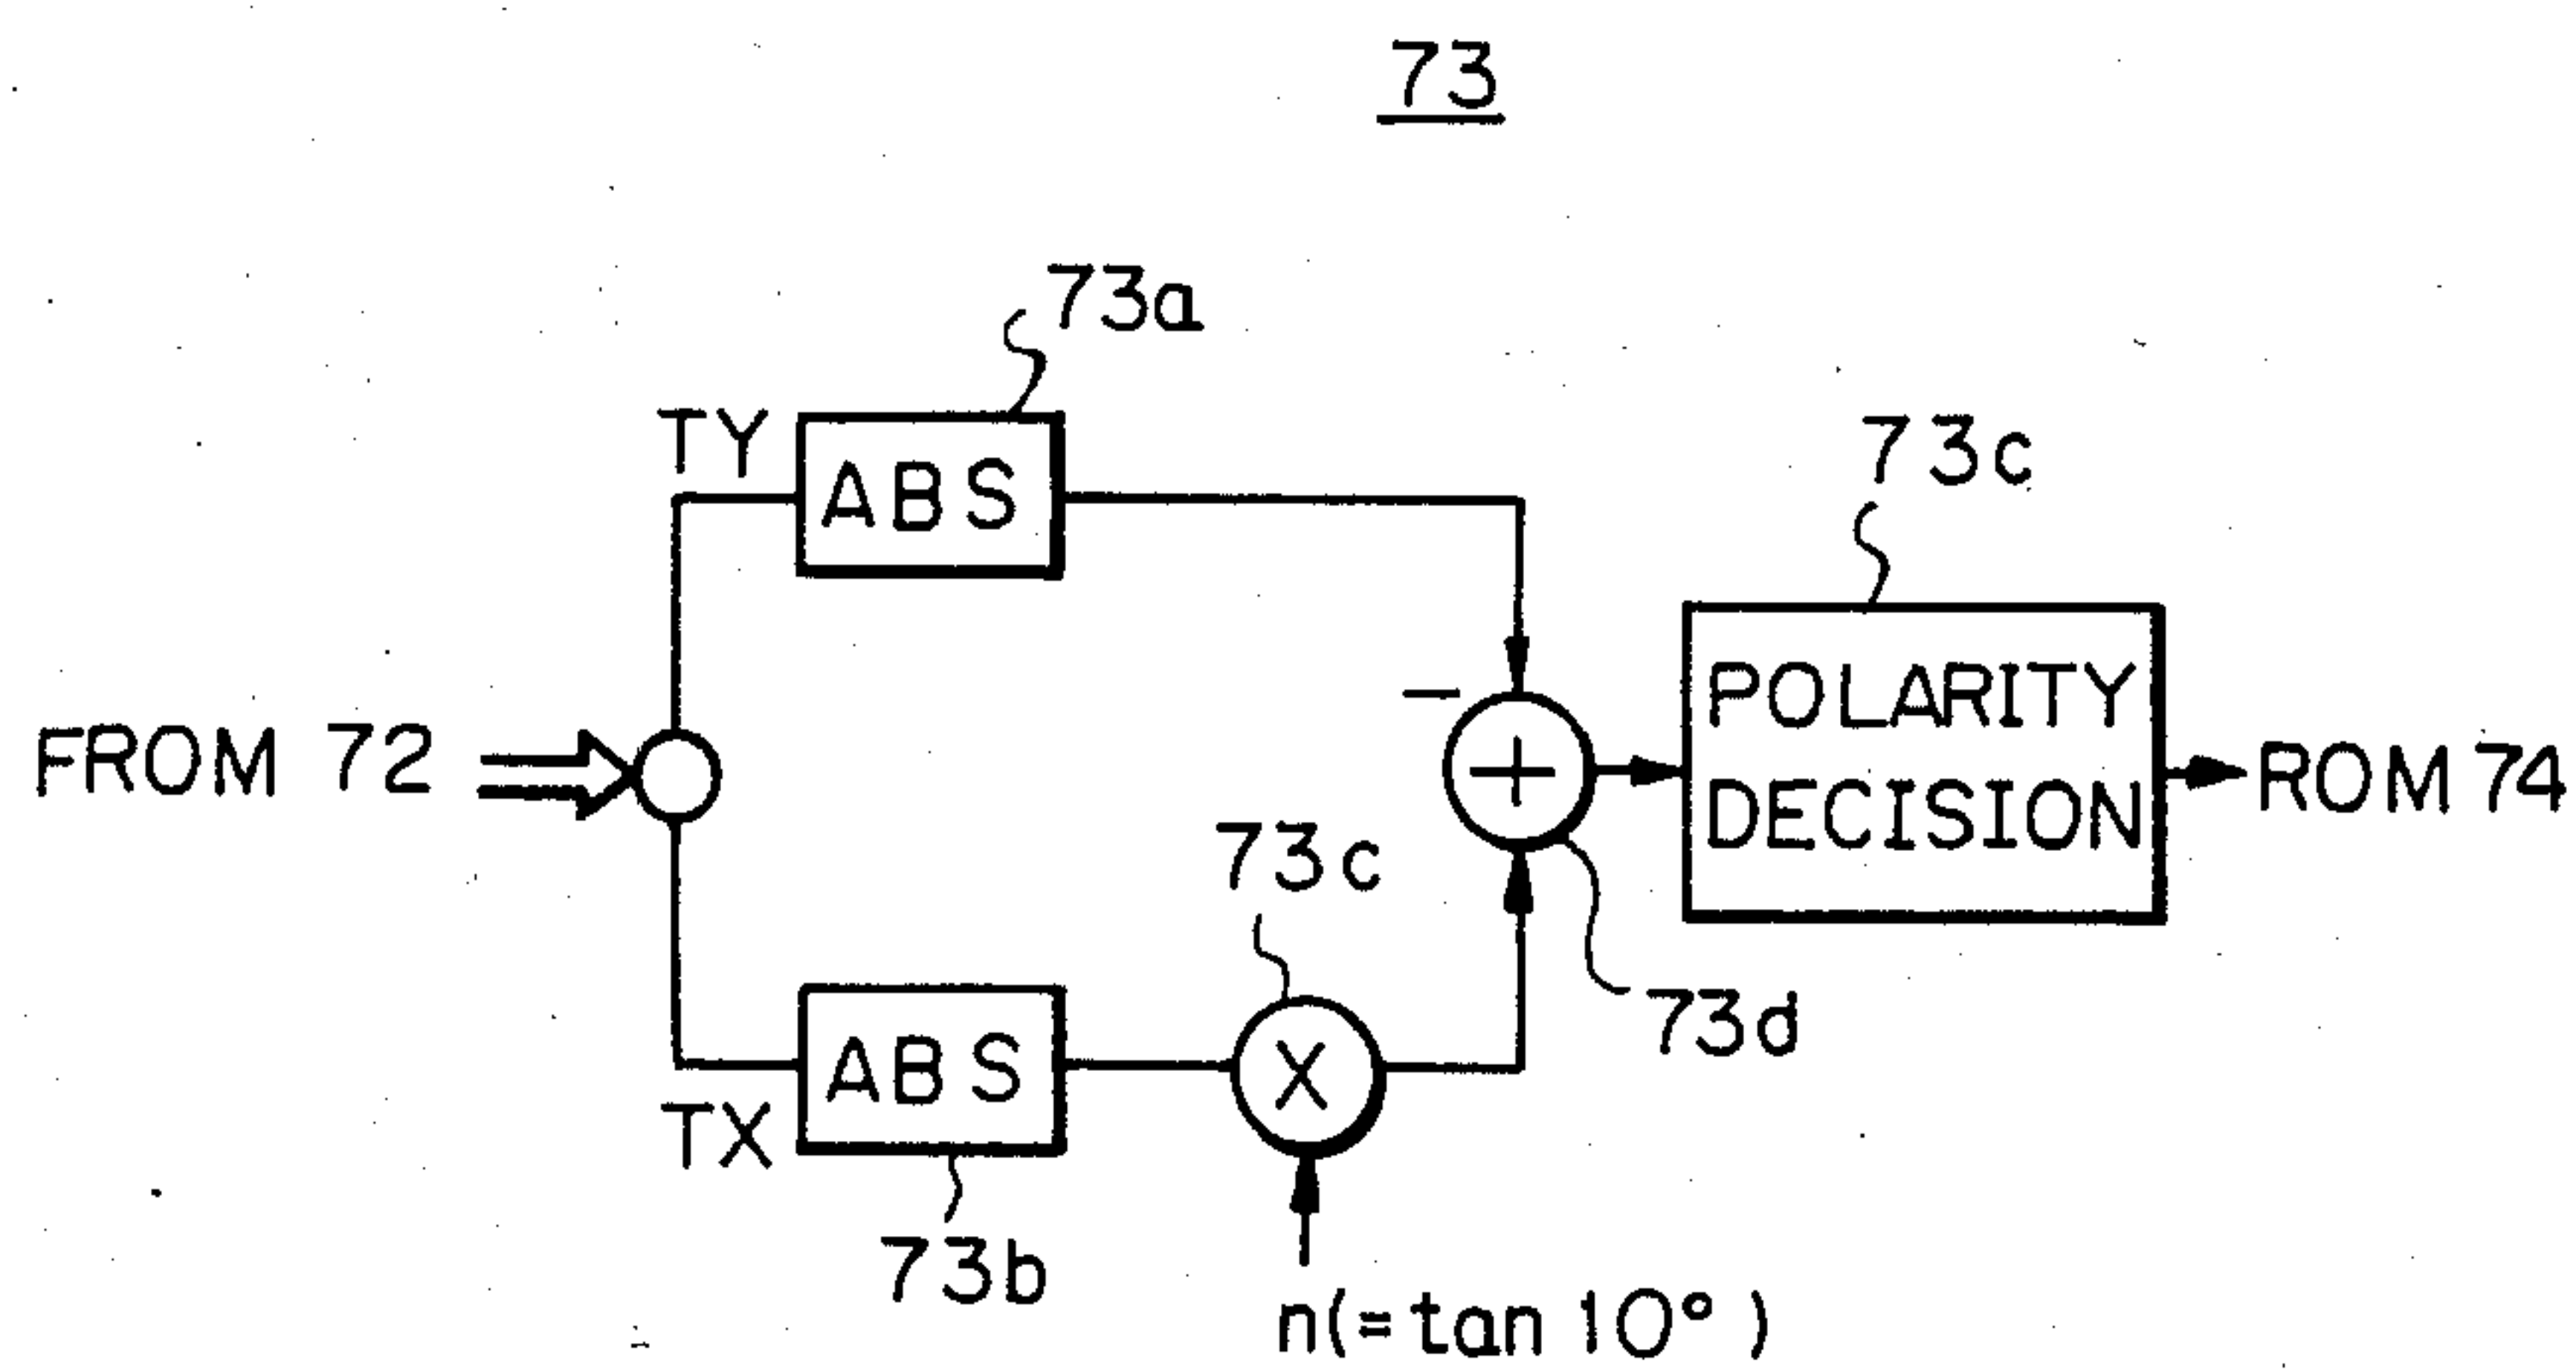 73
73a
TY
ABS
73c
-
FROM 72
+
POLARITY
DECISION
ROM 74
73c
73d
TX
ABS
X
73b
n(=tan 10°)